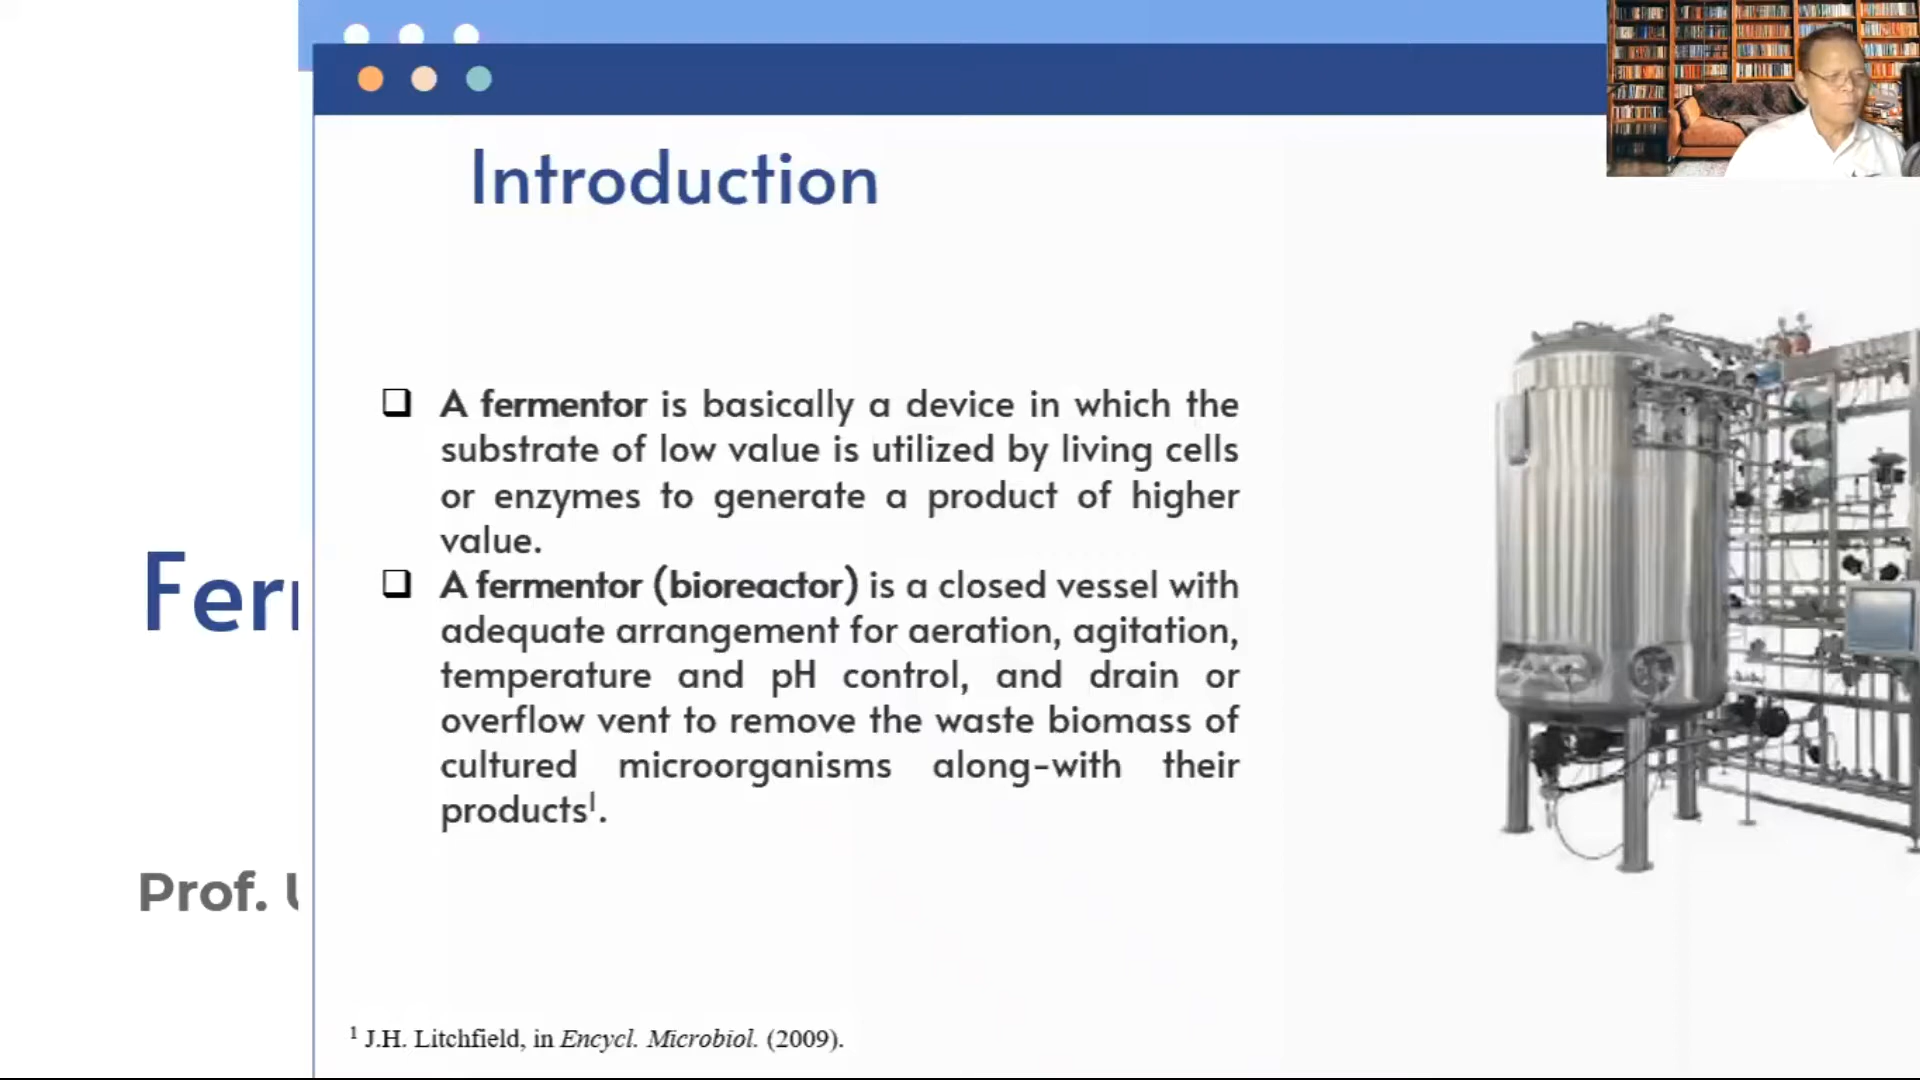 Introduction
❑ A fermentor is basically a device in which the
substrate of low value is utilized by living cells
or enzymes to generate a product of higher
value.
❑ A fermentor (bioreactor) is a closed vessel with
adequate arrangement for aeration, agitation,
temperature and pH control, and drain or
overflow vent to remove the waste biomass of
cultured microorganisms along-with their
products¹.
Prof.
¹ J.H. Litchfield, in Encycl. Microbiol. (2009).